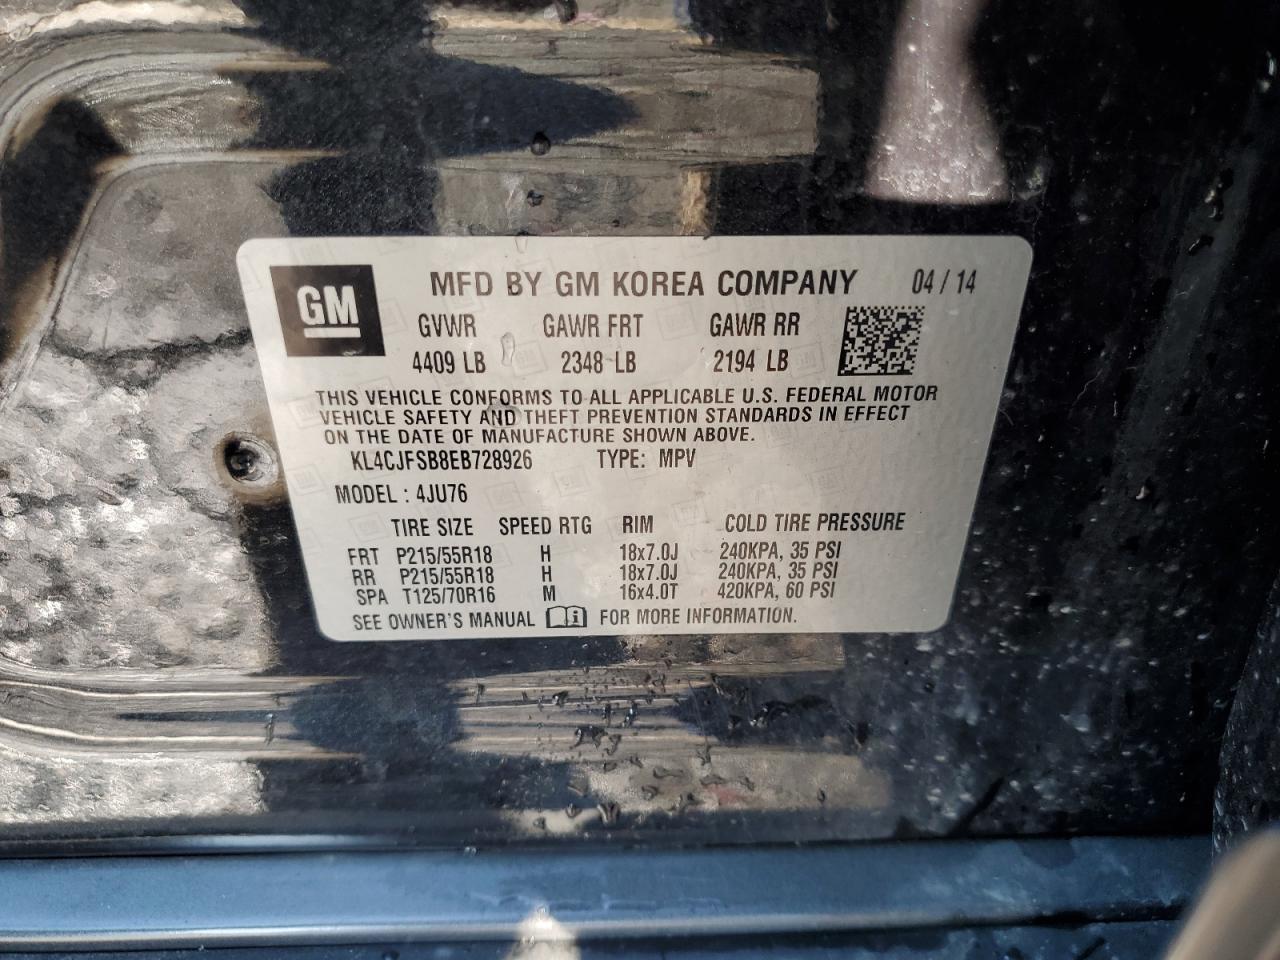 GM MFD BY GM KOREA COMPANY 04 / 14
GVWR GAWR FRT GAWR RR
4409 LB 2348 LB 2194 LB
THIS VEHICLE CONFORMS TO ALL APPLICABLE U.S. FEDERAL MOTOR
VEHICLE SAFETY AND THEFT PREVENTION STANDARDS IN EFFECT
ON THE DATE OF MANUFACTURE SHOWN ABOVE.
KL4CJFSB8EB728926 TYPE: MPV
MODEL : 4JU76
TIRE SIZE SPEED RTG RIM COLD TIRE PRESSURE
FRT P215/55R18 H 18x7.0J 240KPA, 35 PSI
RR P215/55R18 H 18x7.0J 240KPA, 35 PSI
SPA T125/70R16 M 16x4.0T 420KPA, 60 PSI
SEE OWNER'S MANUAL FOR MORE INFORMATION.